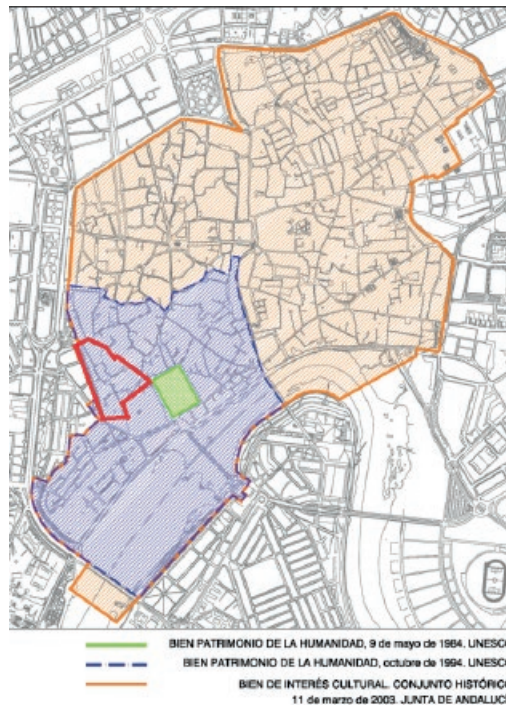 BIEN PATRIMONIO DE LA HUMANIDAD, 9 de mayo de 1984. UNESCO
BIEN PATRIMONIO DE LA HUMANIDAD, octubre de 1994. UNESCO
BIEN DE INTERÉS CULTURAL. CONJUNTO HISTÓRICO
11 de marzo de 2003. JUNTA DE ANDALUCÍ